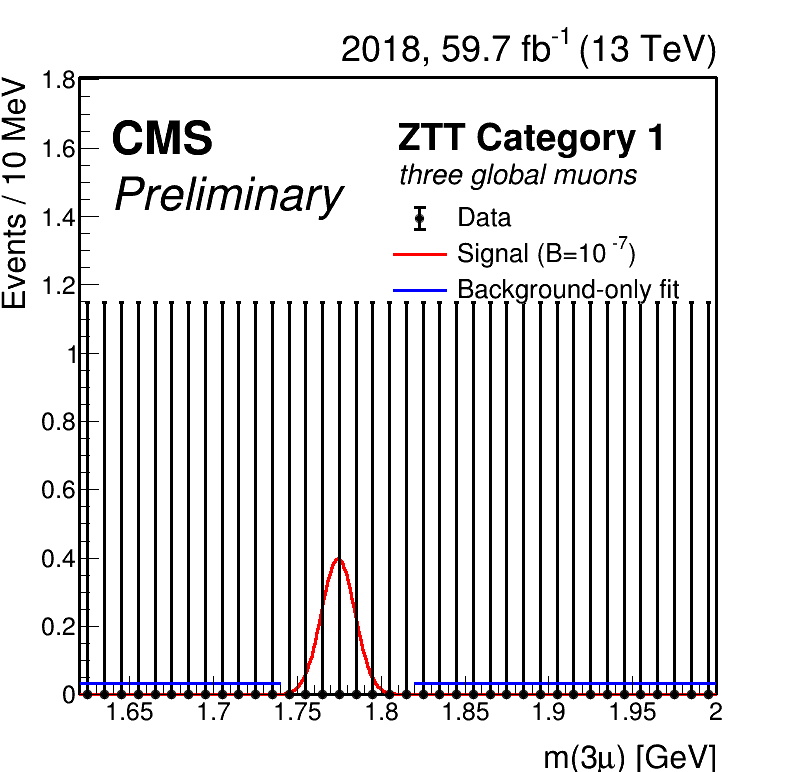 2018, 59.7 fb-1 (13 TeV)
Events / 10 MeV
CMS
Preliminary
ZTT Category 1
three global muons
Data
Signal (B=10 -7)
Background-only fit
1.8
1.6
1.4
1.2
1
0.8
0.6
0.4
0.2
0
1.65 1.7 1.75 1.8 1.85 1.9 1.95 2
m(3μ) [GeV]